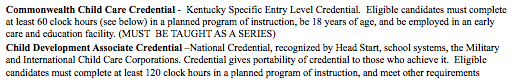 Commonwealth Child Care Credential - Kentucky Specific Entry Level Credential. Eligible candidates must complete
at least 60 clock hours (see below) in a planned program of instruction, be 18 years of age, and be employed in an early
care and education facility. (MUST BE TAUGHT AS A SERIES)
Child Development Associate Credential –National Credential, recognized by Head Start, school systems, the Military
and International Child Care Corporations. Credential gives portability of credential to those who achieve it. Eligible
candidates must complete at least 120 clock hours in a planned program of instruction, and meet other requirements